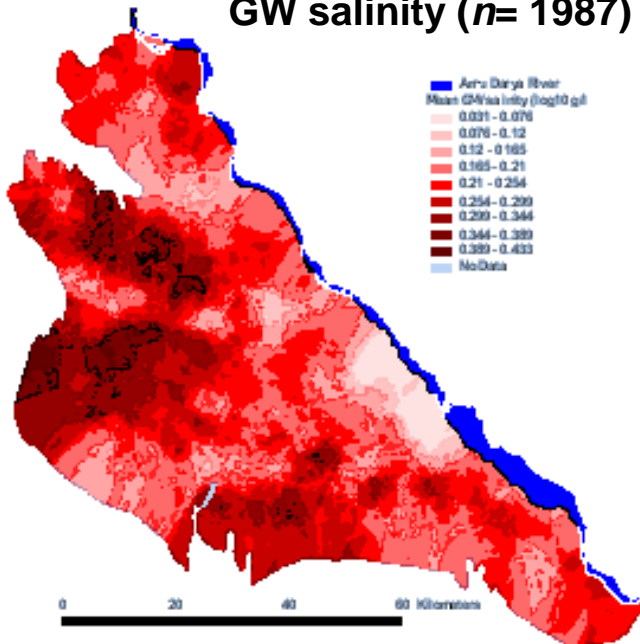 GW salinity (n= 1987)
Amu Darya River
Mean GW salinity (log10 g/l
0.031 - 0.076
0.076 - 0.12
0.12 - 0.165
0.165 - 0.21
0.21 - 0.254
0.254 - 0.299
0.299 - 0.344
0.344 - 0.389
0.389 - 0.433
No Data
0 20 40 60 Kilometers